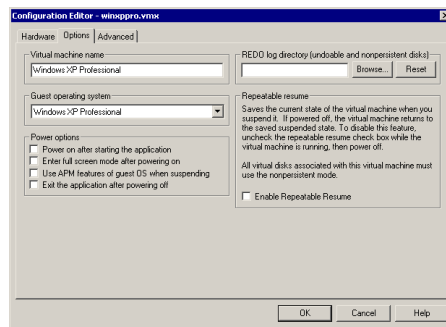 Configuration Editor - winxppro.vmx
Hardware Options Advanced
Virtual machine name
Windows XP Professional
Guest operating system
Windows XP Professional
Power options
Power on after starting the application
Enter full screen mode after powering on
Use APM features of guest OS when suspending
Exit the application after powering off
REDO log directory (undoable and nonpersistent disks)
Browse... Reset
Repeatable resume
Saves the current state of the virtual machine when you
suspend it. If powered off, the virtual machine returns to
the saved suspended state. To disable this feature,
uncheck the repeatable resume check box while the
virtual machine is running, then power off.
All virtual disks associated with this virtual machine must
use the nonpersistent mode.
Enable Repeatable Resume
OK Cancel Help